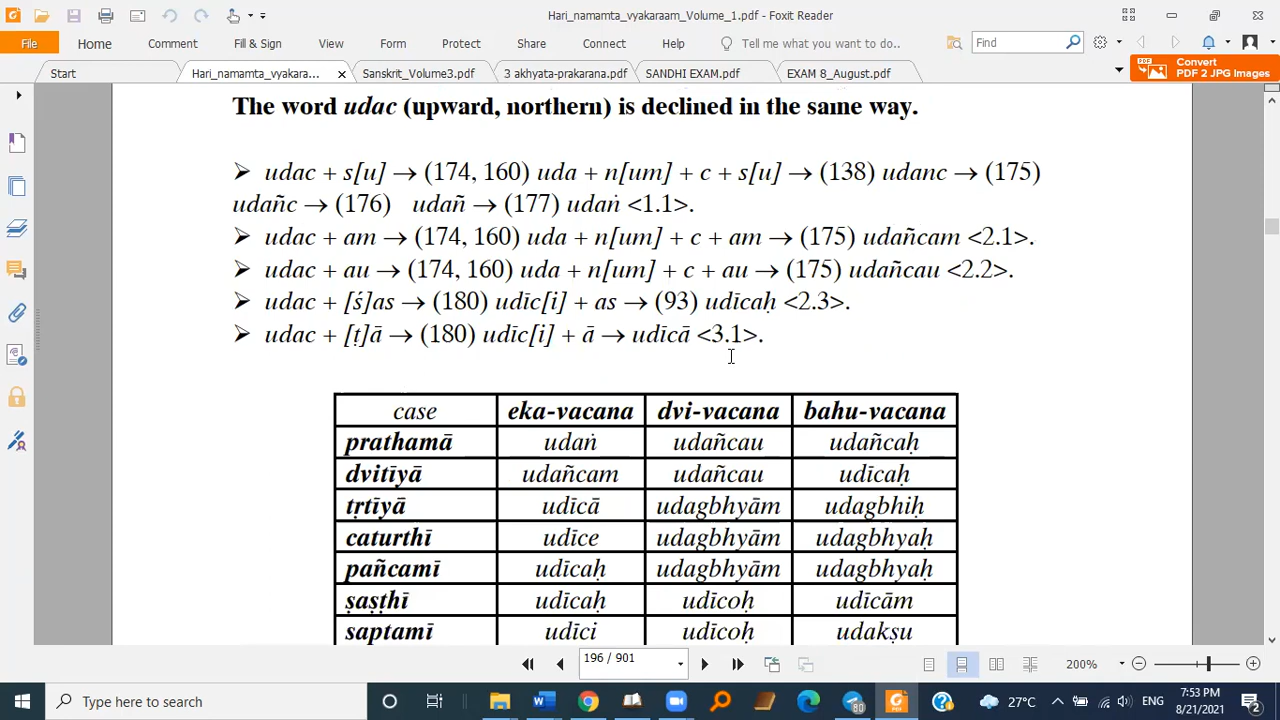 Hari_namamta_vyakaraam_Volume_1.pdf - Foxit Reader
File Home Comment Fill & Sign View Form Protect Share Connect Help Tell me what you want to do.. Find
Start Hari_namamta_vyakara... Sanskrit_Volume3.pdf 3 akhyata-prakarana.pdf SANDHI EXAM.pdf EXAM 8_August.pdf
Convert
PDF 2 JPG Images
The word udac (upward, northern) is declined in the same way.
➢ udac + s[u] → (174, 160) uda + n[um] + c + s[u] → (138) udanc → (175)
udañc → (176) udañ → (177) udaṅ <1.1>.
➢ udac + am → (174, 160) uda + n[um] + c + am → (175) udañcam <2.1>.
➢ udac + au → (174, 160) uda + n[um] + c + au → (175) udañcau <2.2>.
➢ udac + [ś]as → (180) udīc[i] + as → (93) udīcaḥ <2.3>.
➢ udac + [ṭ]ā → (180) udīc[i] + ā → udīcā <3.1>.
case eka-vacana dvi-vacana bahu-vacana
prathamā udaṅ udañcau udañcaḥ
dvitīyā udañcam udañcau udīcaḥ
tṛtīyā udīcā udagbhyām udagbhiḥ
caturthī udīce udagbhyām udagbhyaḥ
pañcamī udīcaḥ udagbhyām udagbhyaḥ
ṣaṣṭhī udīcaḥ udīcoḥ udīcām
saptamī udīci udīcoḥ udakṣu
196 / 901 200%
Type here to search 80 27°C ENG 7:53 PM
8/21/2021 2